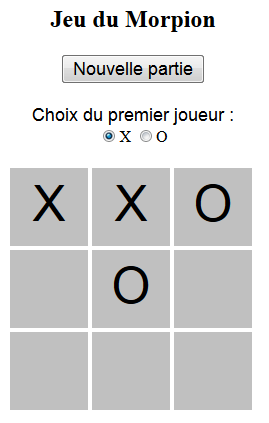 Jeu du Morpion
Nouvelle partie
Choix du premier joueur :
X O
X X O
O